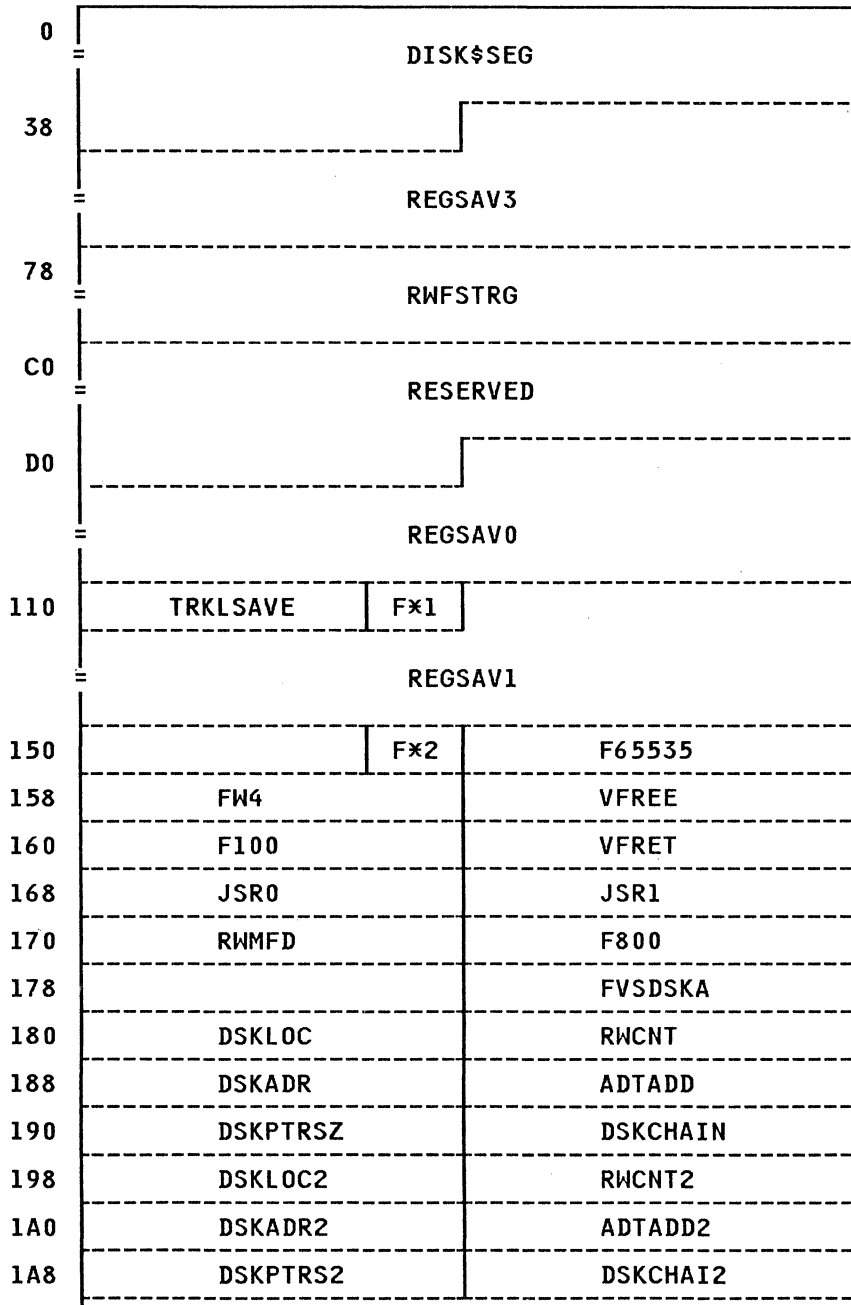 0
DISK$SEG
38
REGSAV3
78
RWFSTRG
C0
RESERVED
D0
REGSAV0
110 TRKLSAVE F*1
REGSAV1
150 F*2 F65535
158 FW4 VFREE
160 F100 VFRET
168 JSR0 JSR1
170 RWMFD F800
178 FVSDSKA
180 DSKLOC RWCNT
188 DSKADR ADTADD
190 DSKPTRSZ DSKCHAIN
198 DSKLOC2 RWCNT2
1A0 DSKADR2 ADTADD2
1A8 DSKPTRS2 DSKCHAI2